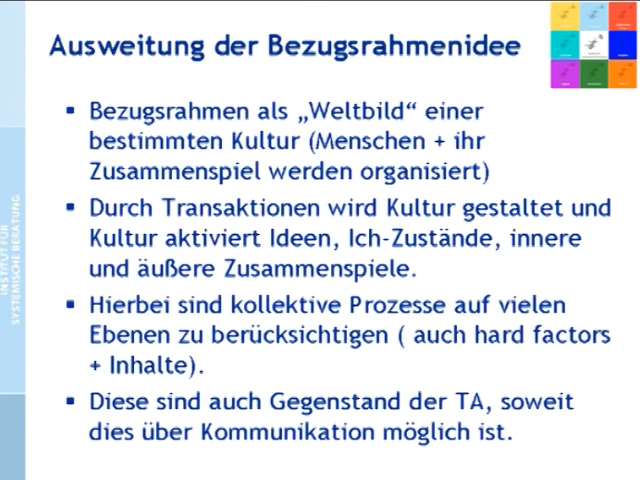 Ausweitung der Bezugsrahmenidee
▪ Bezugsrahmen als „Weltbild“ einer
bestimmten Kultur (Menschen + ihr
Zusammenspiel werden organisiert)
▪ Durch Transaktionen wird Kultur gestaltet und
Kultur aktiviert Ideen, Ich-Zustände, innere
und äußere Zusammenspiele.
▪ Hierbei sind kollektive Prozesse auf vielen
Ebenen zu berücksichtigen ( auch hard factors
+ Inhalte).
▪ Diese sind auch Gegenstand der TA, soweit
dies über Kommunikation möglich ist.
INSTITUT FÜR
SYSTEMISCHE BERATUNG